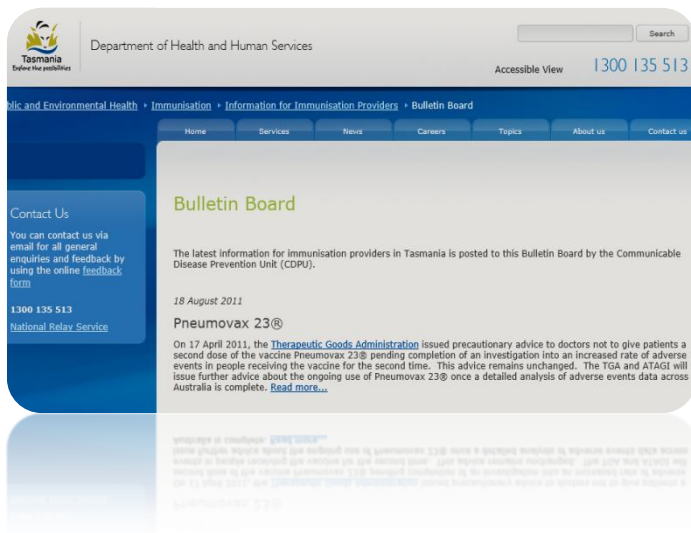 Tasmania
Explore the possibilities
Department of Health and Human Services
Search
Accessible View
1300 135 513
blic and Environmental Health › Immunisation › Information for Immunisation Providers › Bulletin Board
Home Services News Careers Topics About us Contact us
Contact Us
You can contact us via
email for all general
enquiries and feedback by
using the online feedback
form
1300 135 513
National Relay Service
Bulletin Board
The latest information for immunisation providers in Tasmania is posted to this Bulletin Board by the Communicable
Disease Prevention Unit (CDPU).
18 August 2011
Pneumovax 23®
On 17 April 2011, the Therapeutic Goods Administration issued precautionary advice to doctors not to give patients a
second dose of the vaccine Pneumovax 23® pending completion of an investigation into an increased rate of adverse
events in people receiving the vaccine for the second time. This advice remains unchanged. The TGA and ATAGI will
issue further advice about the ongoing use of Pneumovax 23® once a detailed analysis of adverse events data across
Australia is complete. Read more...